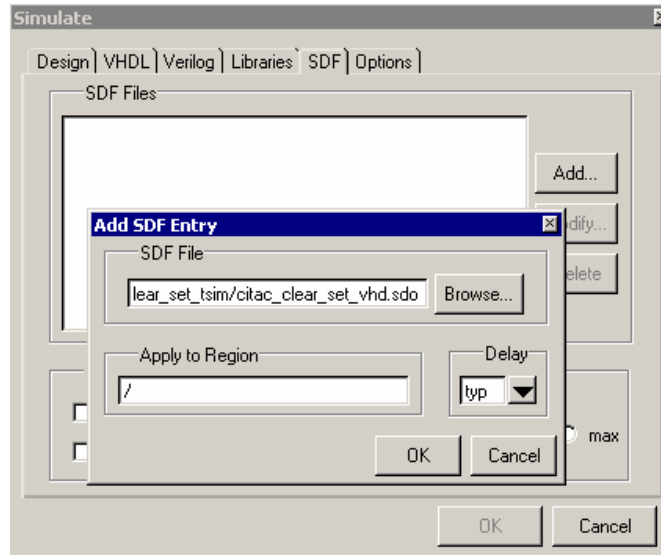 Simulate
Design VHDL Verilog Libraries SDF Options
SDF Files
Add...
Add SDF Entry
SDF File
lear_set_tsim/citac_clear_set_vhd.sdo
Browse...
Apply to Region
Delay
/
typ
max
OK
Cancel
OK
Cancel